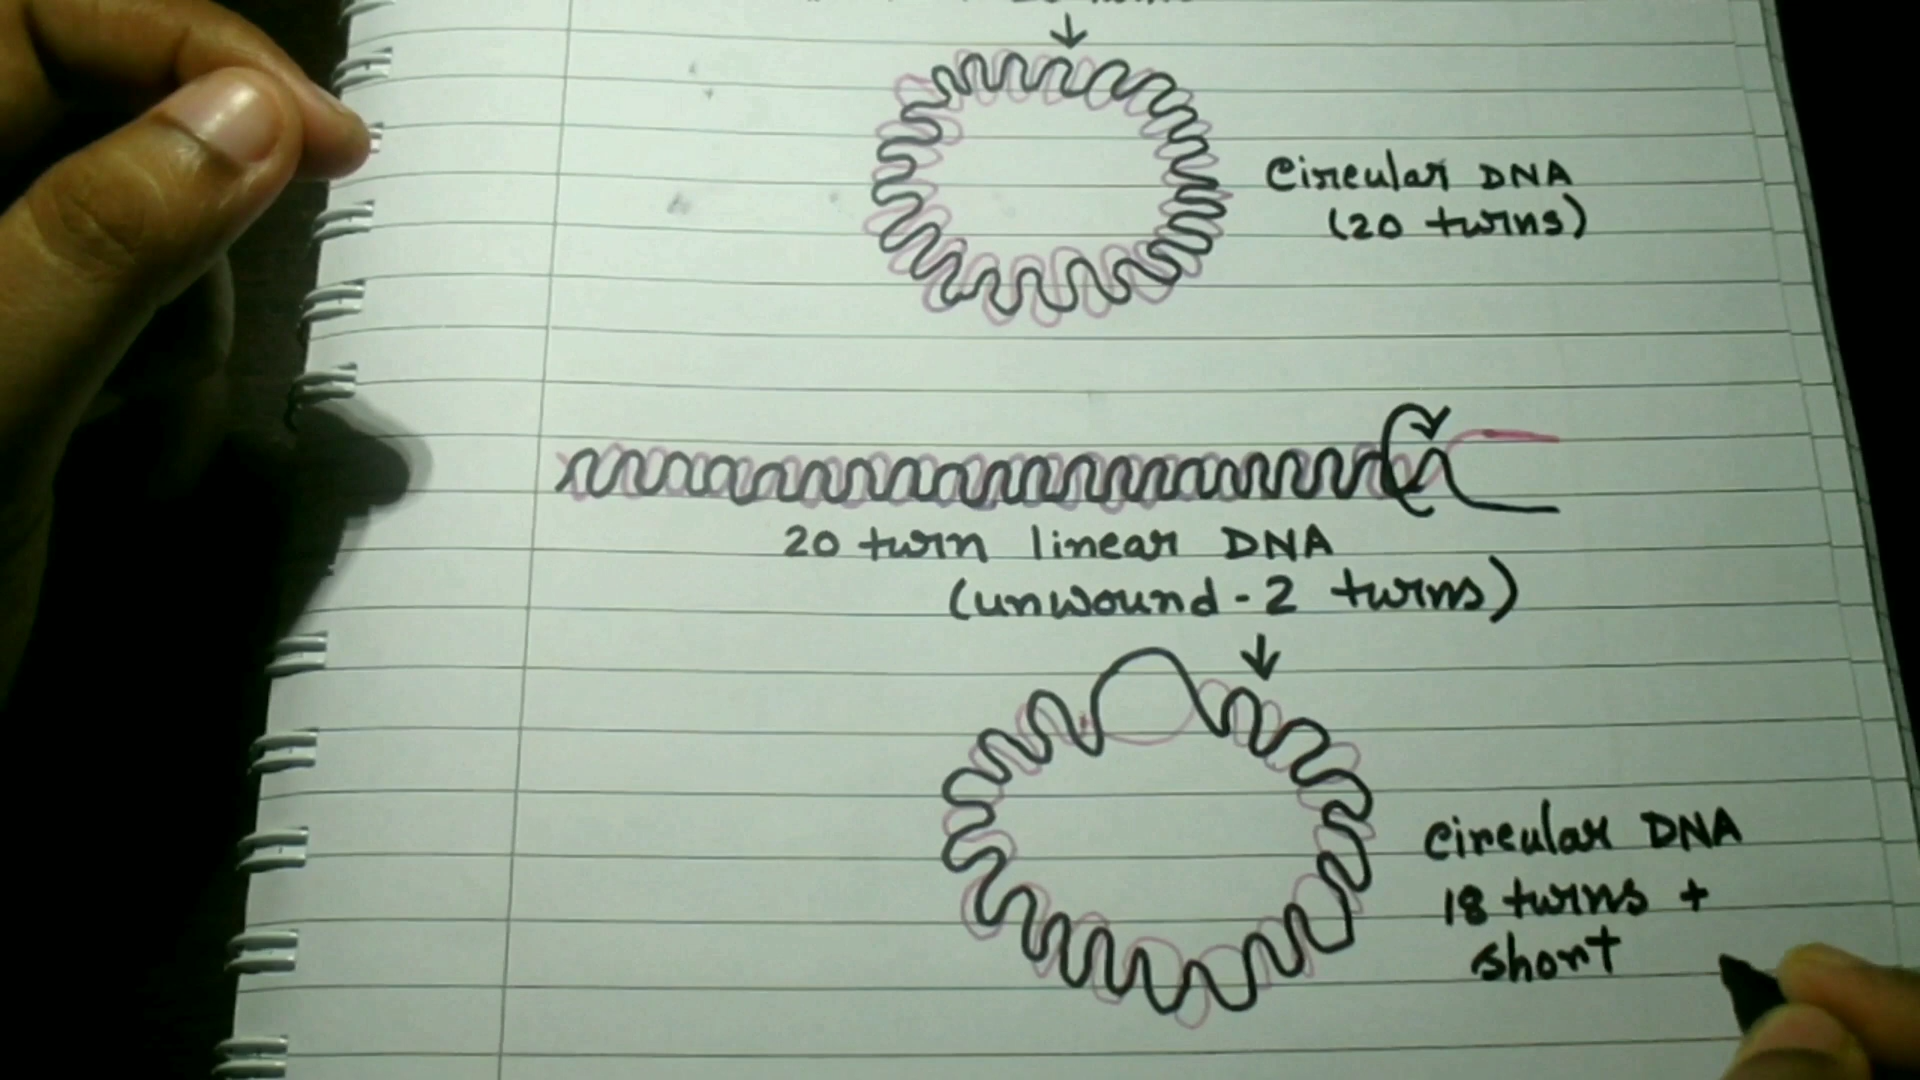 Circular DNA
(20 turns)
20 turn linear DNA
(unwound - 2 turns)
Circular DNA
18 turns +
short